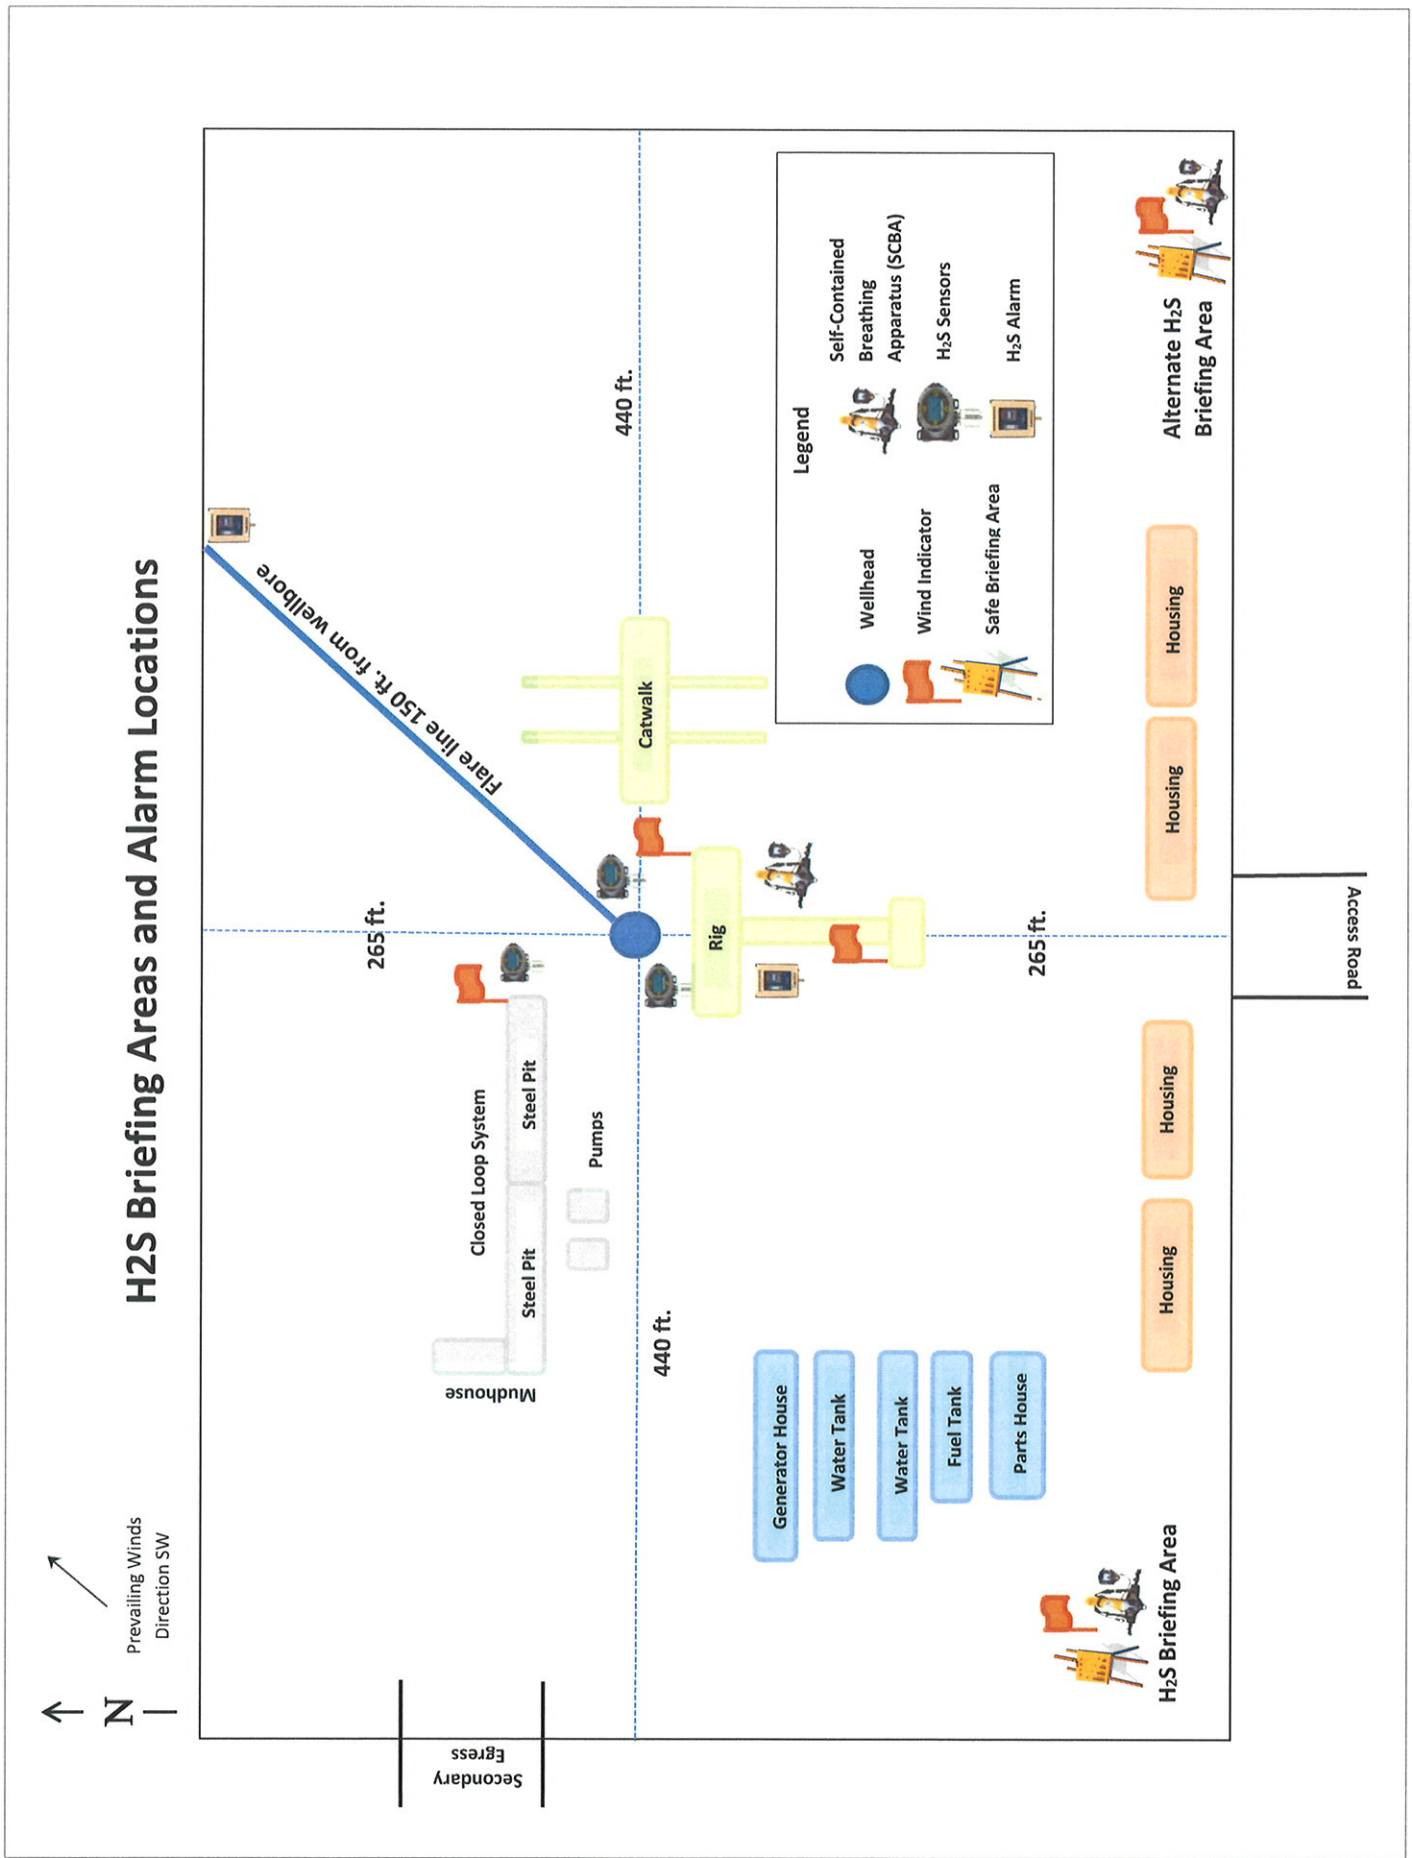 H2S Briefing Areas and Alarm Locations
N
Prevailing Winds
Direction SW
Secondary
Egress
Mudhouse
Closed Loop System
Steel Pit
Steel Pit
Pumps
265 ft.
Flare line 150 ft. from wellbore
440 ft.
440 ft.
Catwalk
Rig
265 ft.
Generator House
Water Tank
Water Tank
Fuel Tank
Parts House
Legend
Wellhead
Wind Indicator
Safe Briefing Area
Self-Contained
Breathing
Apparatus (SCBA)
H₂S Sensors
H₂S Alarm
H₂S Briefing Area
Housing
Housing
Housing
Housing
Alternate H₂S
Briefing Area
Access Road